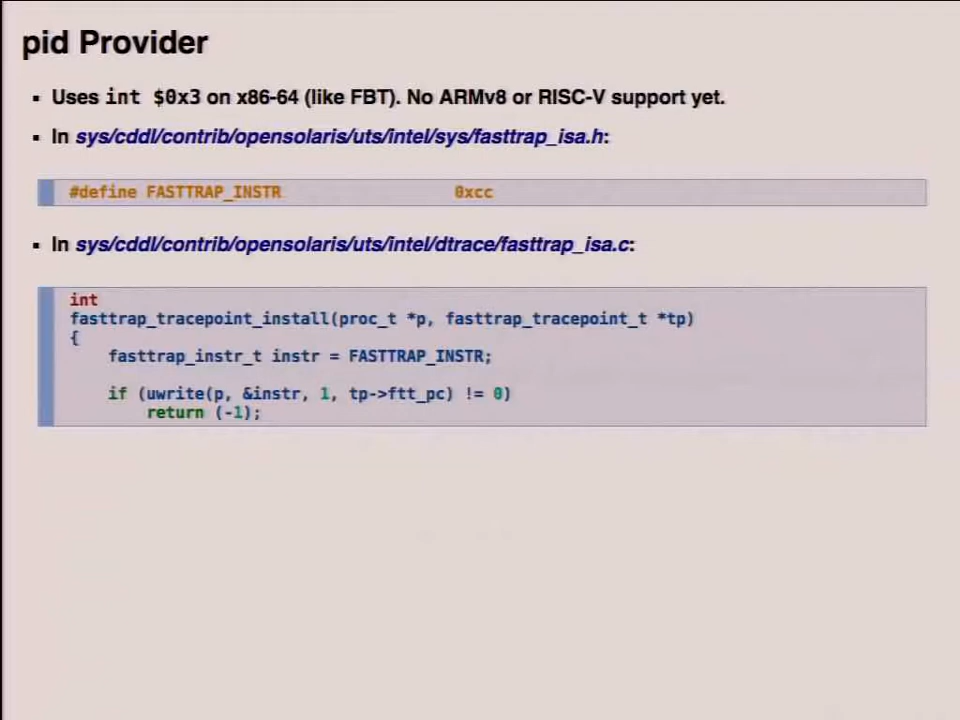 pid Provider
▪ Uses int $0x3 on x86-64 (like FBT). No ARMv8 or RISC-V support yet.
▪ In sys/cddl/contrib/opensolaris/uts/intel/sys/fasttrap_isa.h:
#define FASTTRAP_INSTR 0xcc
▪ In sys/cddl/contrib/opensolaris/uts/intel/dtrace/fasttrap_isa.c:
int
fasttrap_tracepoint_install(proc_t *p, fasttrap_tracepoint_t *tp)
{
fasttrap_instr_t instr = FASTTRAP_INSTR;
if (uwrite(p, &instr, 1, tp->ftt_pc) != 0)
return (-1);